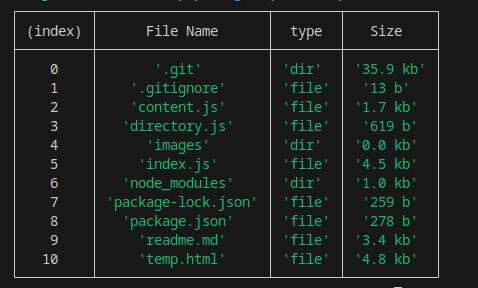 (index) File Name type Size
0 '.git' 'dir' '35.9 kb'
1 '.gitignore' 'file' '13 b'
2 'content.js' 'file' '1.7 kb'
3 'directory.js' 'file' '619 b'
4 'images' 'dir' '0.0 kb'
5 'index.js' 'file' '4.5 kb'
6 'node_modules' 'dir' '1.0 kb'
7 'package-lock.json' 'file' '259 b'
8 'package.json' 'file' '278 b'
9 'readme.md' 'file' '3.4 kb'
10 'temp.html' 'file' '4.8 kb'